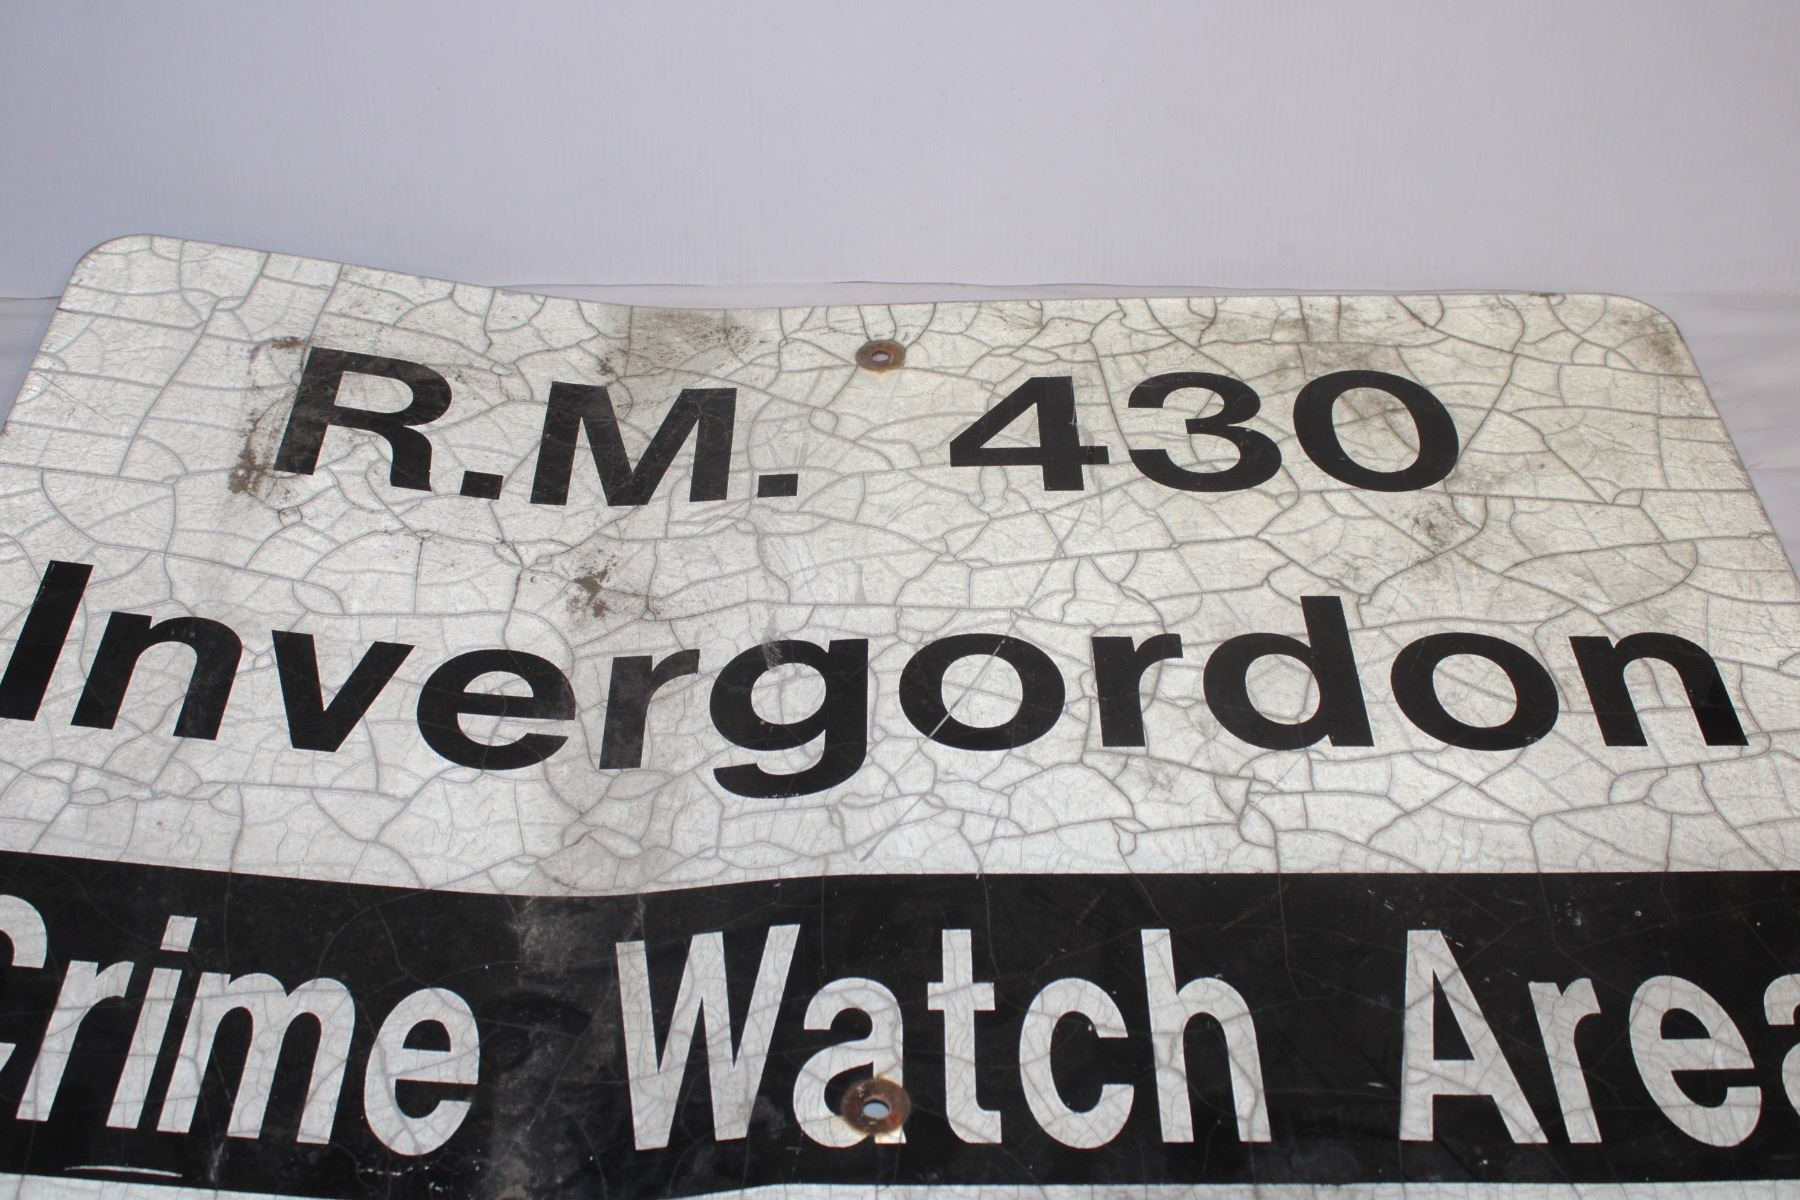 R.M. 430
Invergordon
Crime Watch Area